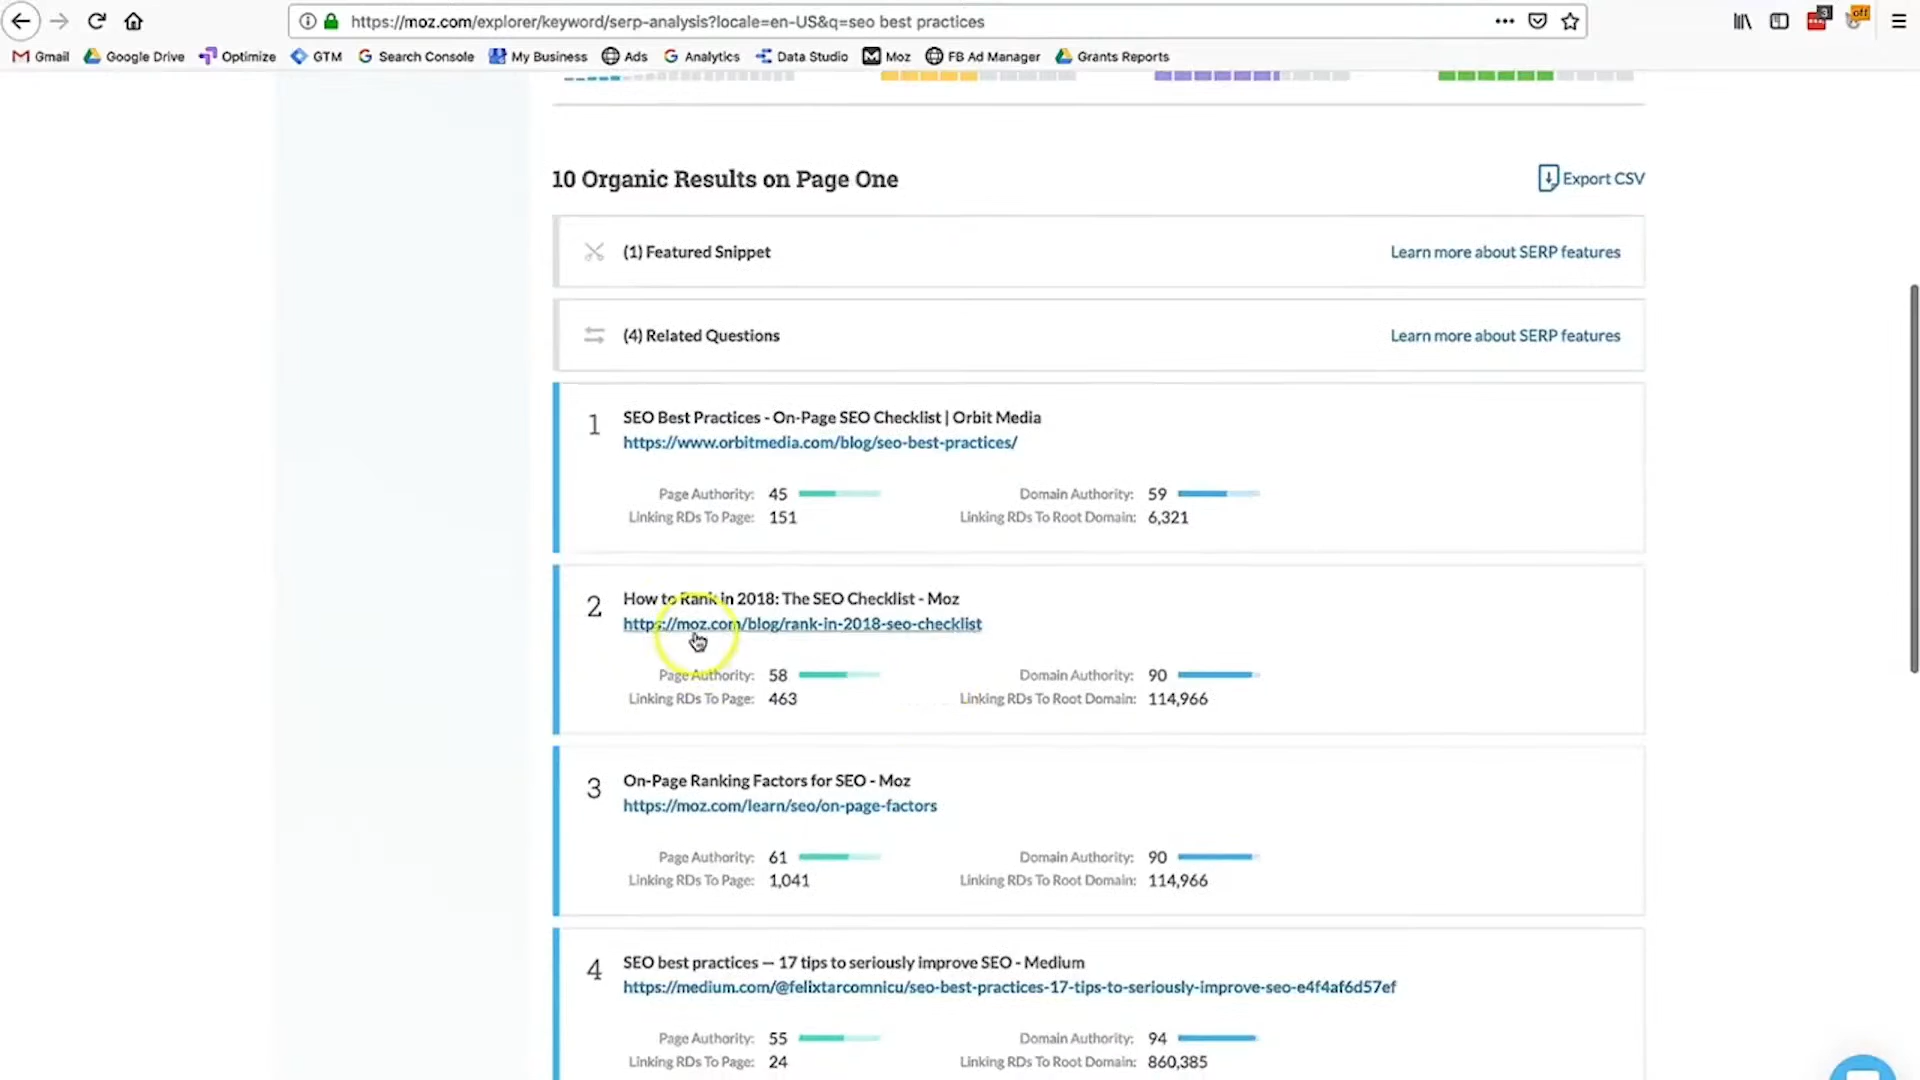 https://moz.com/explorer/keyword/serp-analysis?locale=en-US&q=seo best practices
3
off
Gmail Google Drive Optimize GTM Search Console My Business Ads Analytics Data Studio Moz FB Ad Manager Grants Reports
10 Organic Results on Page One
Export CSV
(1) Featured Snippet
Learn more about SERP features
(4) Related Questions
Learn more about SERP features
1
SEO Best Practices - On-Page SEO Checklist | Orbit Media
https://www.orbitmedia.com/blog/seo-best-practices/
Page Authority: 45 Domain Authority: 59
Linking RDs To Page: 151 Linking RDs To Root Domain: 6,321
2
How to Rank in 2018: The SEO Checklist - Moz
https://moz.com/blog/rank-in-2018-seo-checklist
Page Authority: 58 Domain Authority: 90
Linking RDs To Page: 463 Linking RDs To Root Domain: 114,966
3
On-Page Ranking Factors for SEO - Moz
https://moz.com/learn/seo/on-page-factors
Page Authority: 61 Domain Authority: 90
Linking RDs To Page: 1,041 Linking RDs To Root Domain: 114,966
4
SEO best practices — 17 tips to seriously improve SEO - Medium
https://medium.com/@felixtarcomnicu/seo-best-practices-17-tips-to-seriously-improve-seo-e4f4af6d57ef
Page Authority: 55 Domain Authority: 94
Linking RDs To Page: 24 Linking RDs To Root Domain: 860,385